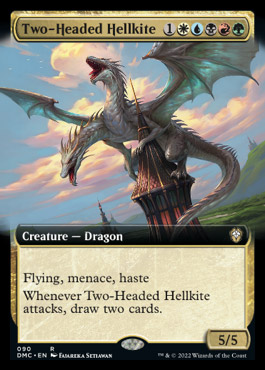 Two-Headed Hellkite 1
Creature — Dragon
Flying, menace, haste
Whenever Two-Headed Hellkite
attacks, draw two cards.
5/5
090 R
DMC • EN Fajareka Setiawan
™ & © 2022 Wizards of the Coast